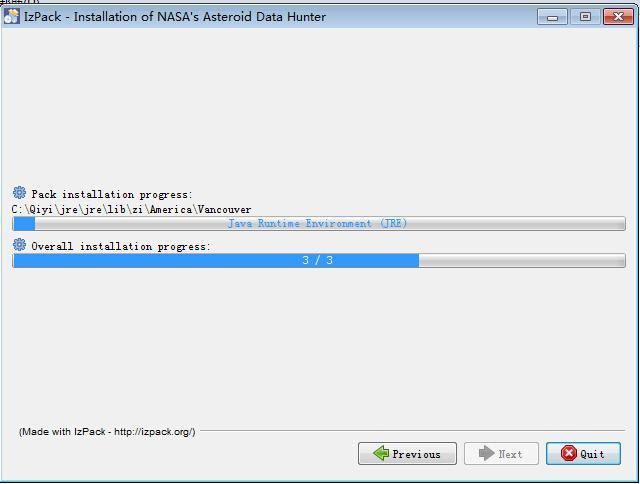 IzPack - Installation of NASA's Asteroid Data Hunter
Pack installation progress:
C:\Qiyi\jre\jre\lib\zi\America\Vancouver
Java Runtime Environment (JRE)
Overall installation progress:
3 / 3
(Made with IzPack - http://izpack.org/)
Previous
Next
Quit